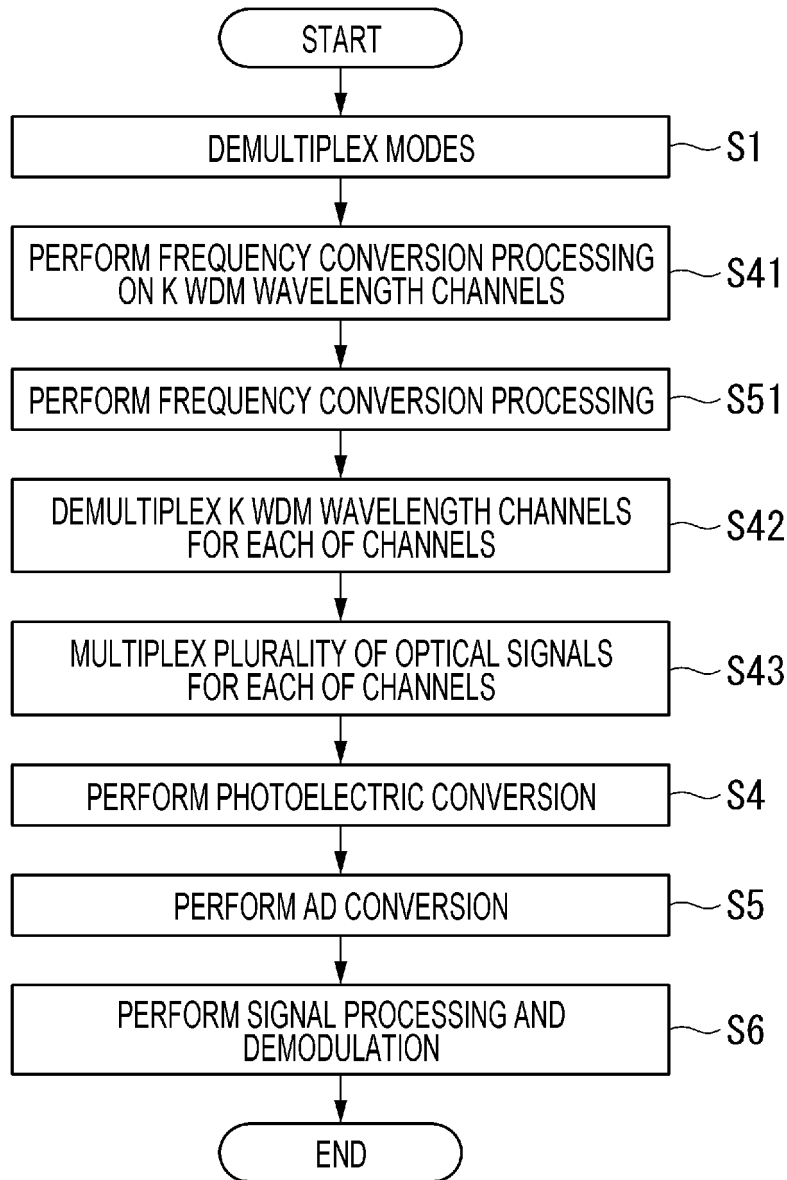 START
DEMULTIPLEX MODES
S1
PERFORM FREQUENCY CONVERSION PROCESSING
ON K WDM WAVELENGTH CHANNELS
S41
PERFORM FREQUENCY CONVERSION PROCESSING
S51
DEMULTIPLEX K WDM WAVELENGTH CHANNELS
FOR EACH OF CHANNELS
S42
MULTIPLEX PLURALITY OF OPTICAL SIGNALS
FOR EACH OF CHANNELS
S43
PERFORM PHOTOELECTRIC CONVERSION
S4
PERFORM AD CONVERSION
S5
PERFORM SIGNAL PROCESSING AND
DEMODULATION
S6
END